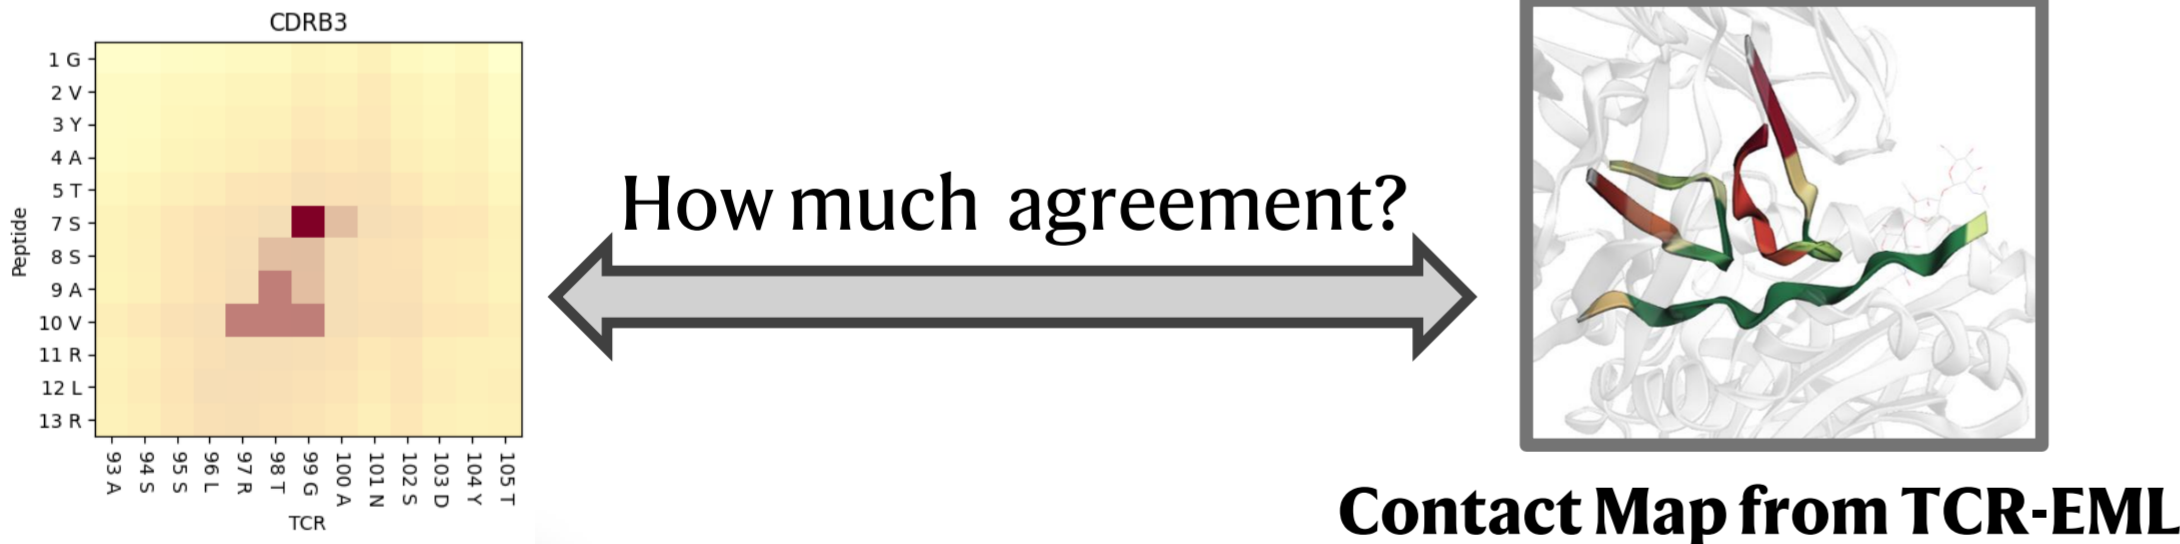 CDRB3
Peptide
1 G
2 V
3 Y
4 A
5 T
7 S
8 S
9 A
10 V
11 R
12 L
13 R
93 A
94 S
95 S
96 L
97 R
98 T
99 G
100 A
101 N
102 S
103 D
104 Y
105 T
TCR
How much agreement?
Contact Map from TCR-EML